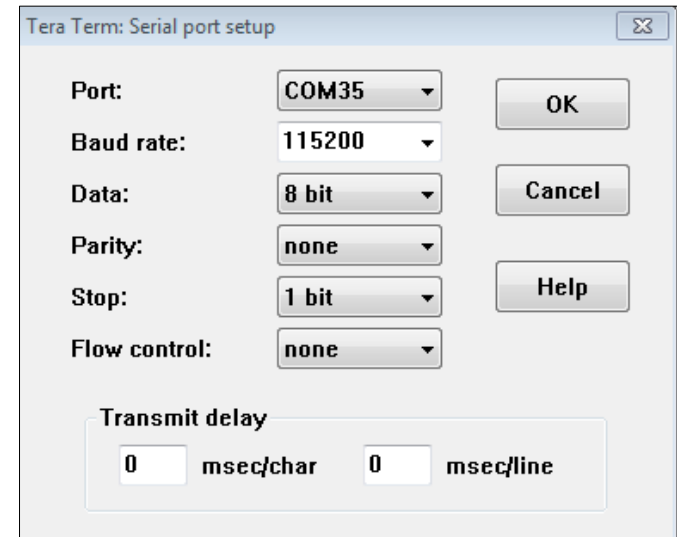 Tera Term: Serial port setup
Port: COM35 OK
Baud rate: 115200
Data: 8 bit Cancel
Parity: none
Stop: 1 bit Help
Flow control: none
Transmit delay
0 msec/char 0 msec/line